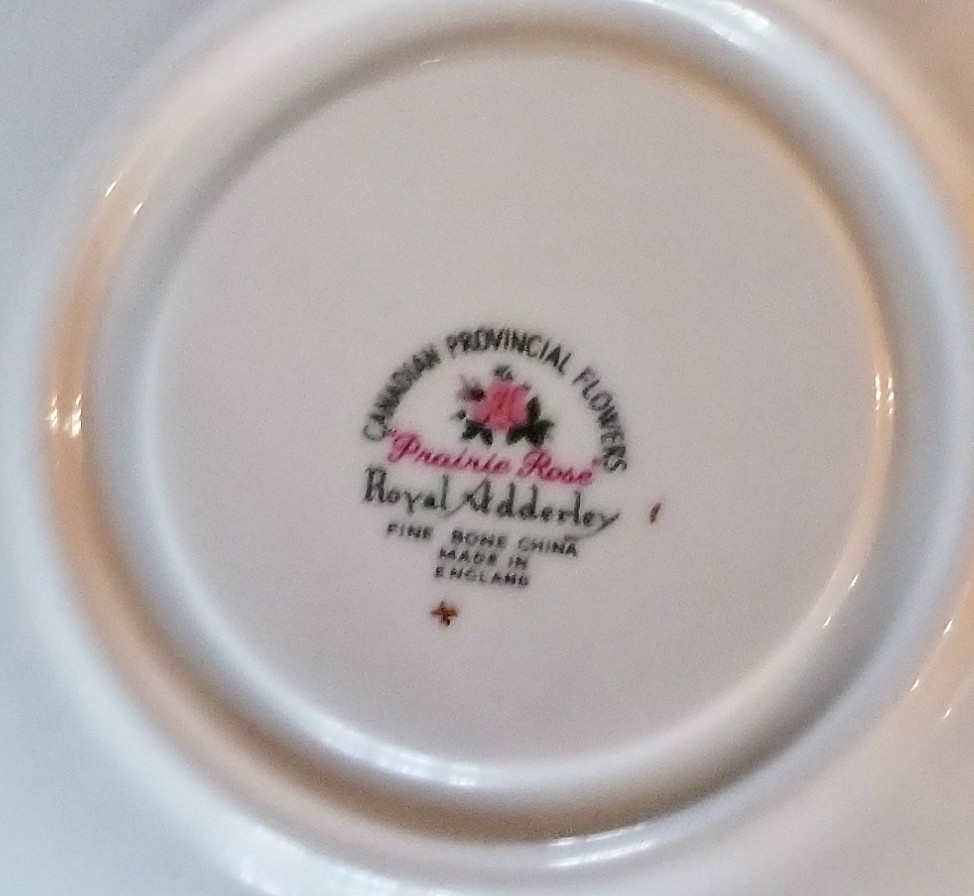 CANADIAN PROVINCIAL FLOWERS
"Prairie Rose"
Royal Adderley
FINE BONE CHINA
MADE IN
ENGLAND